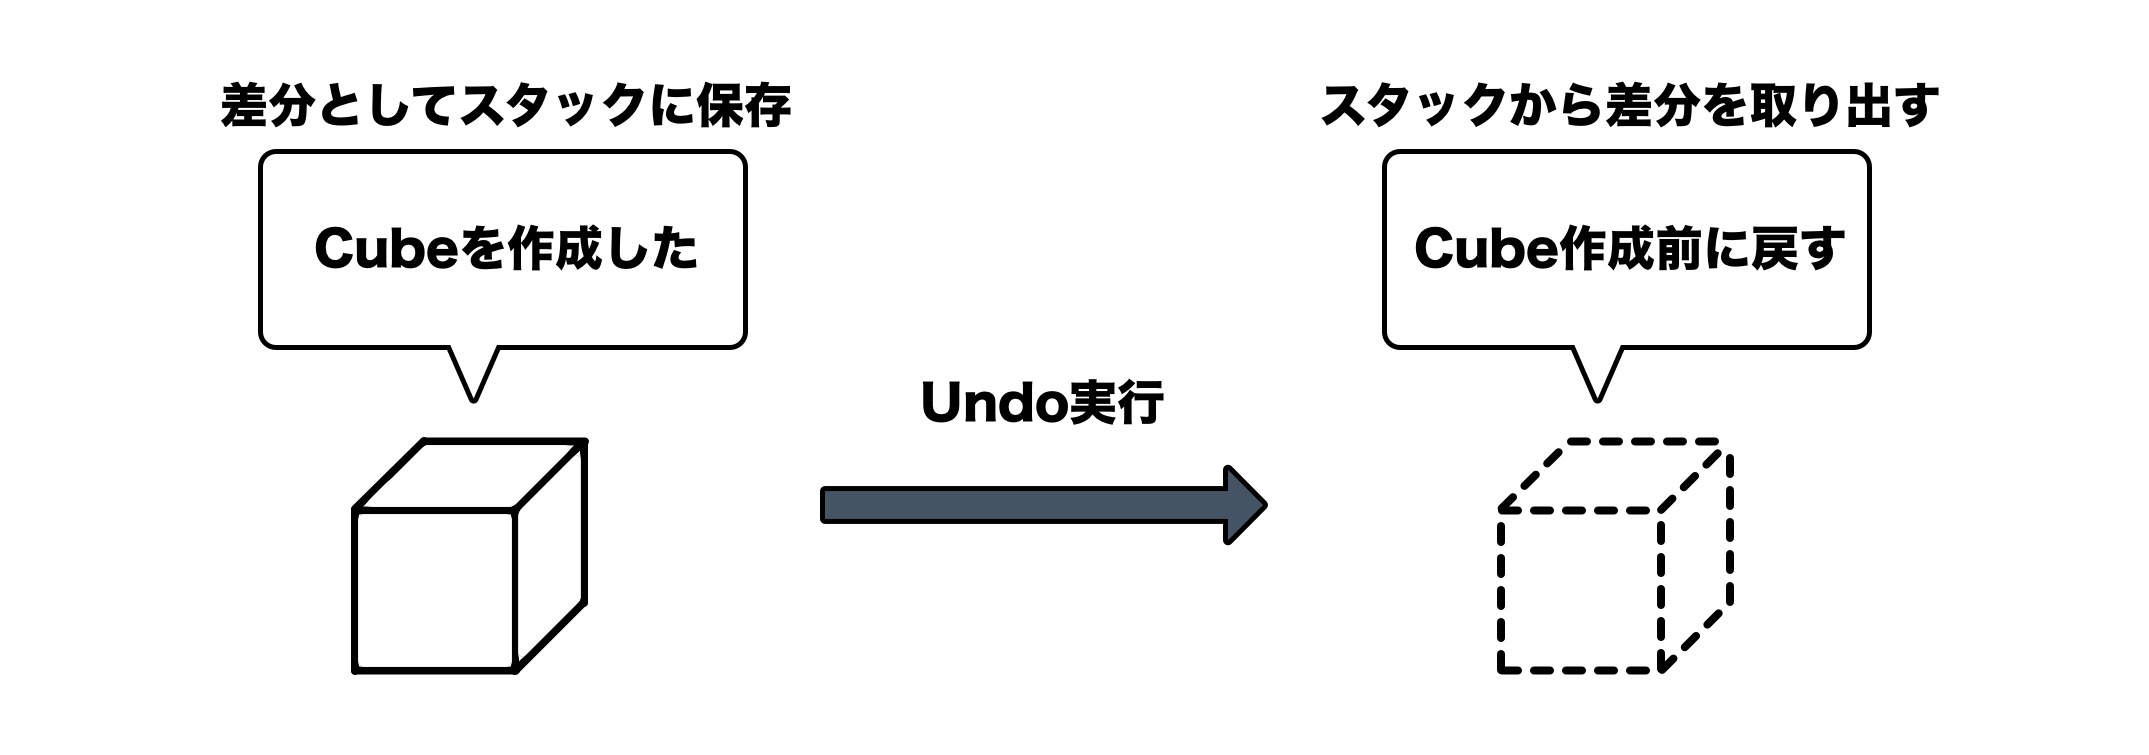 差分としてスタックに保存
Cubeを作成した
Undo実行
スタックから差分を取り出す
Cube作成前に戻す